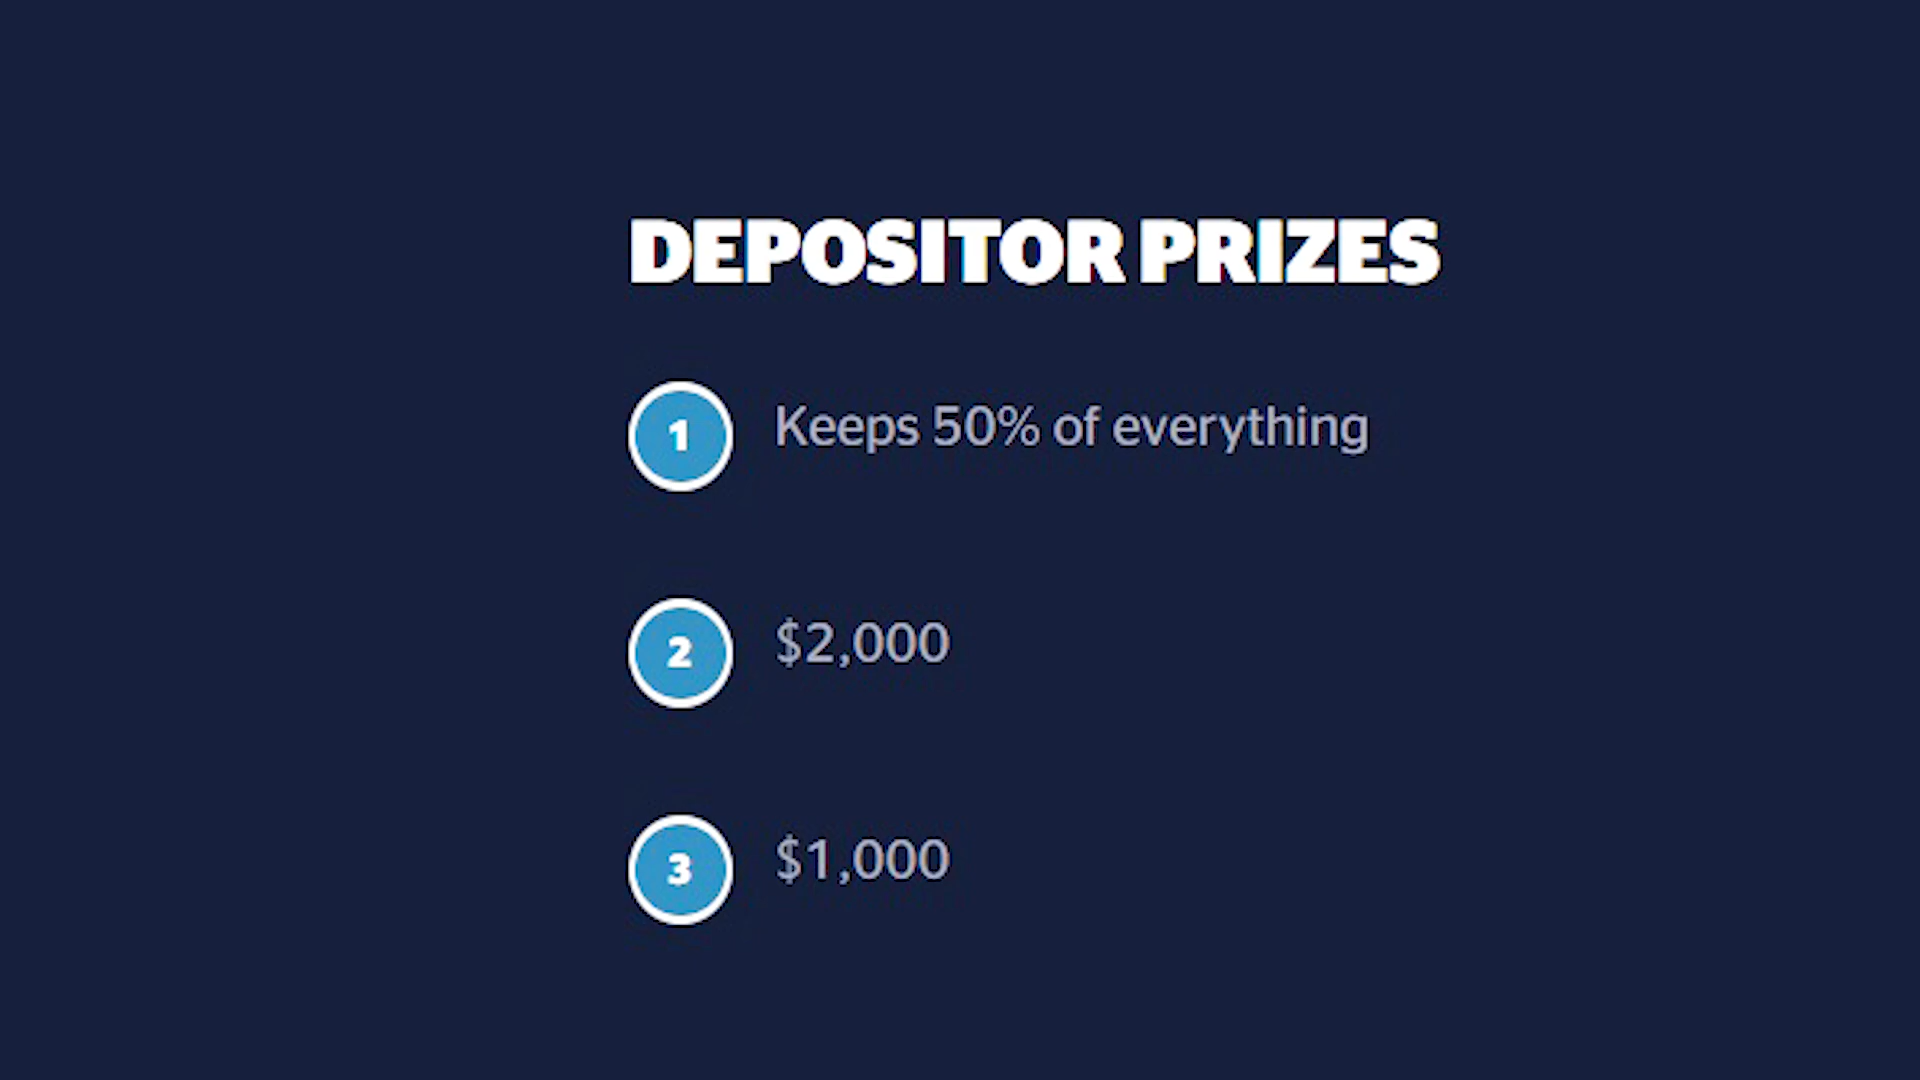 DEPOSITOR PRIZES
1 Keeps 50% of everything
2 $2,000
3 $1,000